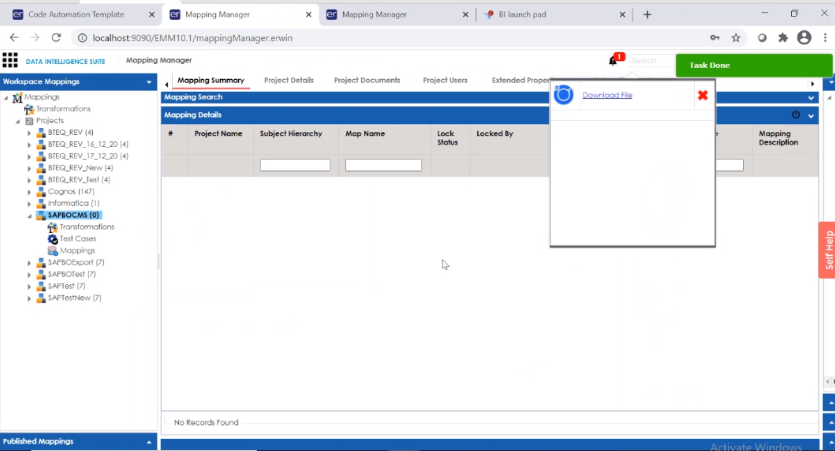 Code Automation Template
Mapping Manager
Mapping Manager
BI launch pad
localhost:9090/EMM10.1/mappingManager.erwin
DATA INTELLIGENCE SUITE
Mapping Manager
1
Search
Task Done
Workspace Mappings
Mappings
Transformations
Projects
BTEQ_REV (4)
BTEQ_REV_16_12_20 (4)
BTEQ_REV_17_12_20 (4)
BTEQ_REV_New (4)
BTEQ_REV_Test (4)
Cognos (147)
Informatica (1)
SAPBOCMS (0)
Transformations
Test Cases
Mappings
SAPBOExport (7)
SAPBOTest (7)
SAPTest (7)
SAPTestNew (7)
Published Mappings
Mapping Summary
Project Details
Project Documents
Project Users
Extended Prope
Mapping Search
Mapping Details
#
Project Name
Subject Hierarchy
Map Name
Lock Status
Locked By
Mapping Description
Download File
No Records Found
Self Help
Activate Windows